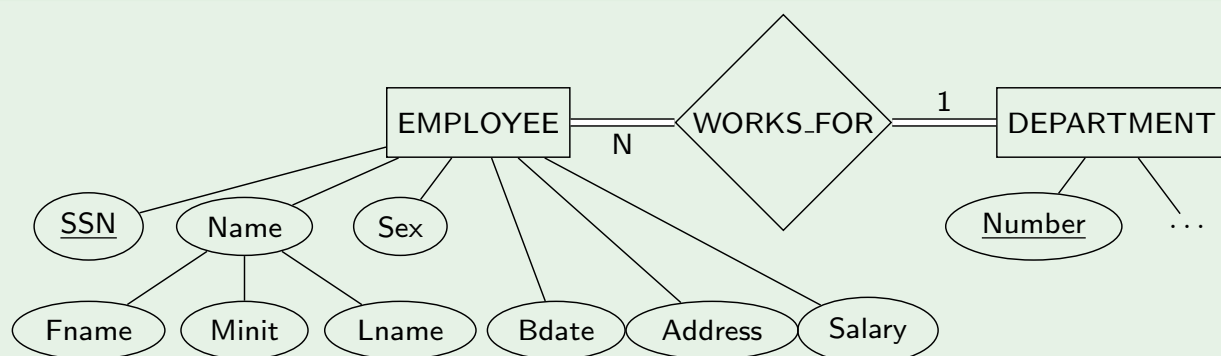 1
EMPLOYEE WORKS_FOR DEPARTMENT
N
SSN Name Sex Number ...
Fname Minit Lname Bdate Address Salary